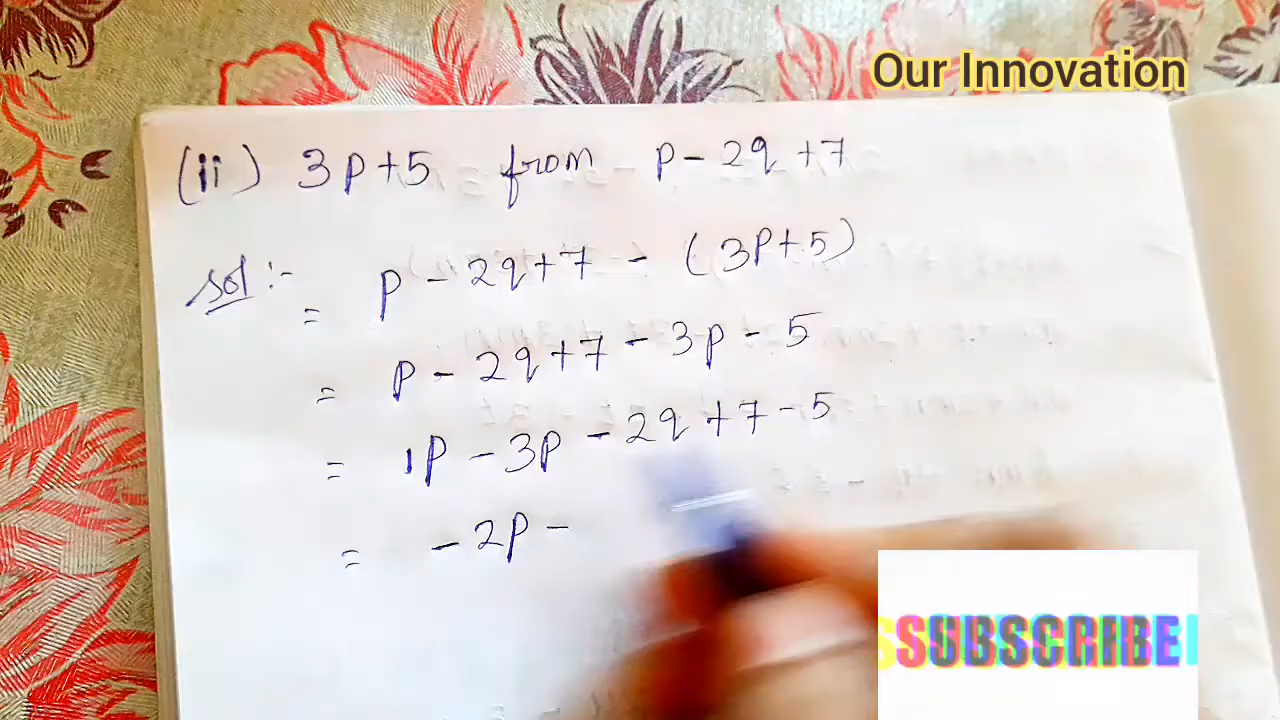 Our Innovation
(ii) 3p+5 from p-2q+7
Sol:-
= p-2q+7 - (3p+5)
= p-2q+7-3p-5
= 1p-3p-2q+7-5
= -2p-
SUBSCRIBE